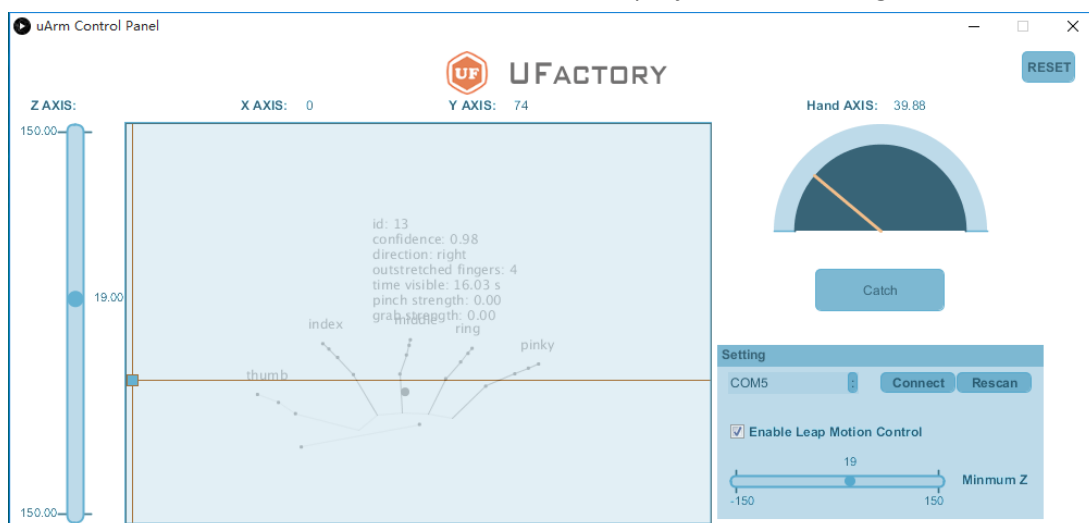 uArm Control Panel
UF UFACTORY
RESET
Z AXIS:
X AXIS: 0
Y AXIS: 74
Hand AXIS: 39.88
150.00
id: 13
confidence: 0.98
direction: right
outstretched fingers: 4
time visible: 16.03 s
pinch strength: 0.00
grab strength: 0.00
19.00
index
middle
ring
pinky
thumb
150.00
Catch
Setting
COM5
Connect
Rescan
Enable Leap Motion Control
19
-150
150
Minmum Z